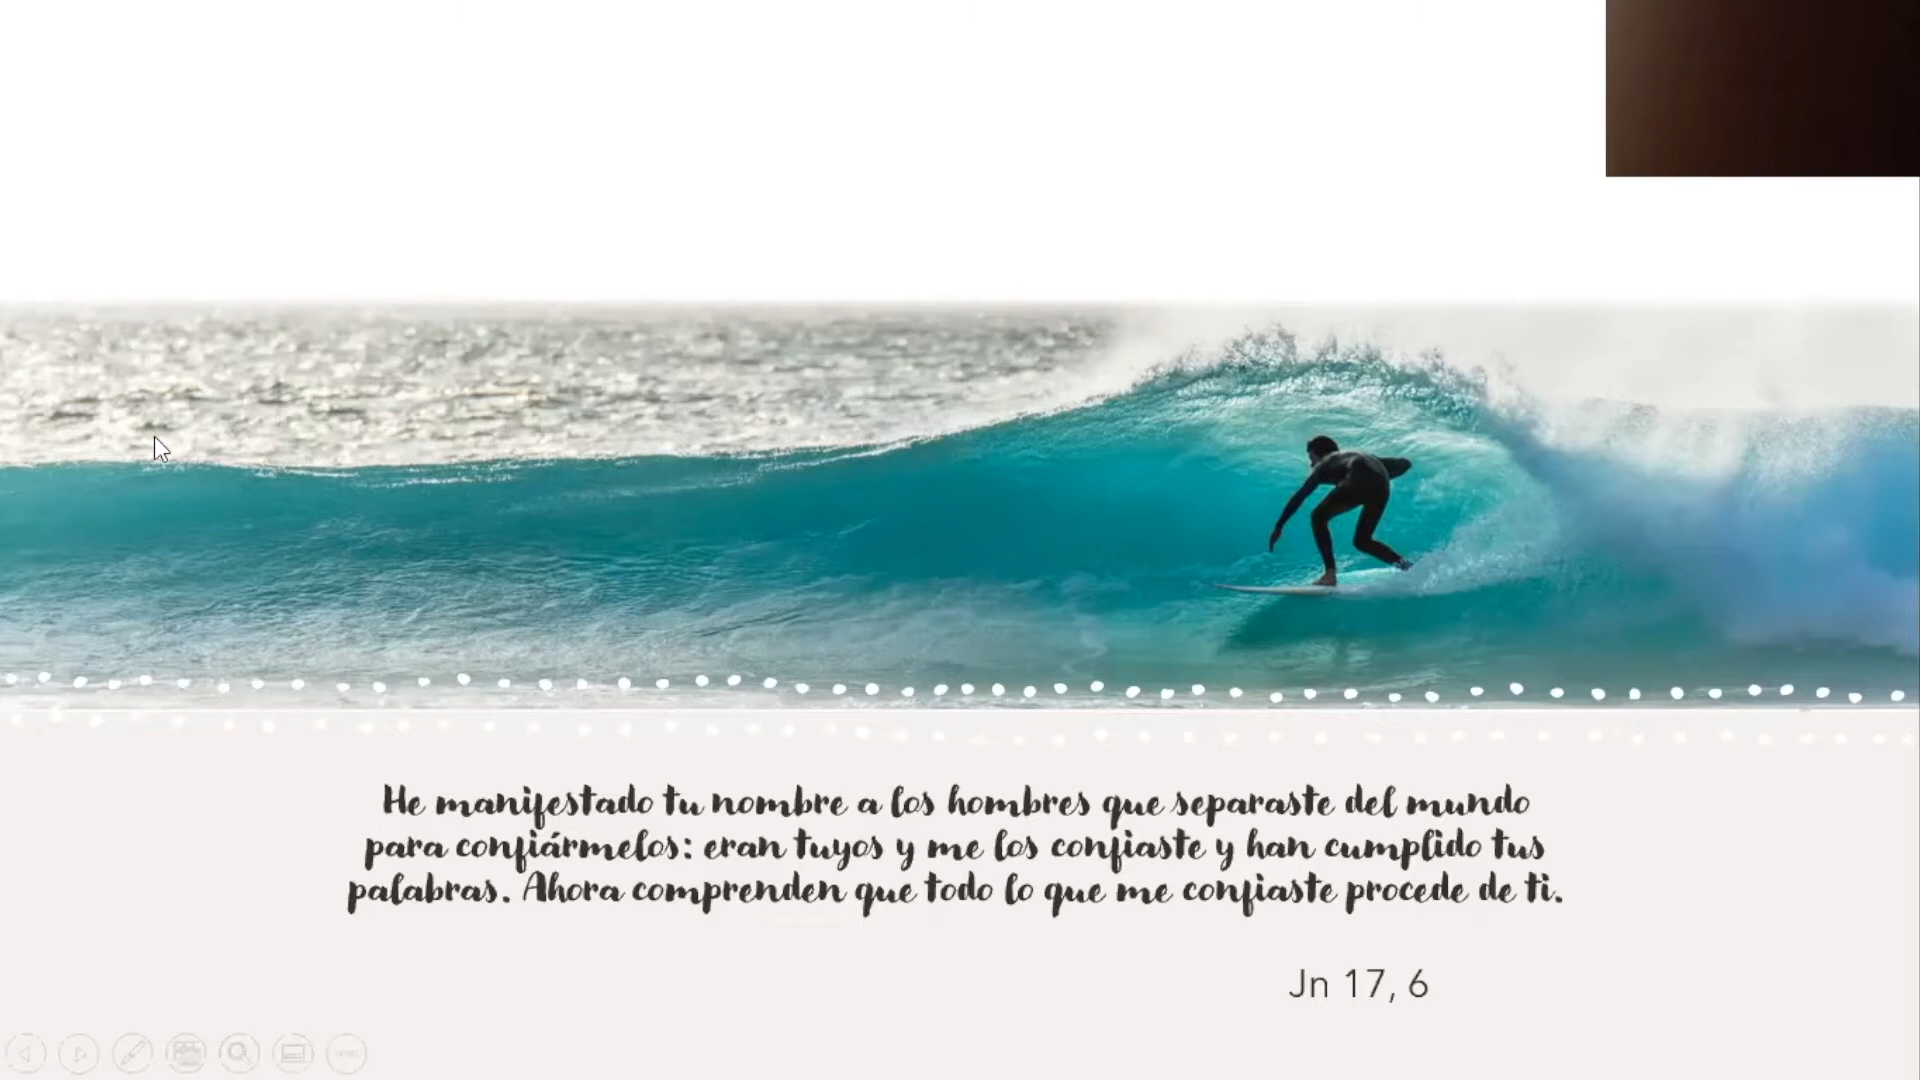 He manifestado tu nombre a los hombres que separaste del mundo
para confiármelos: eran tuyos y me los confiaste y han cumplido tus
palabras. Ahora comprenden que todo lo que me confiaste procede de ti.
Jn 17, 6